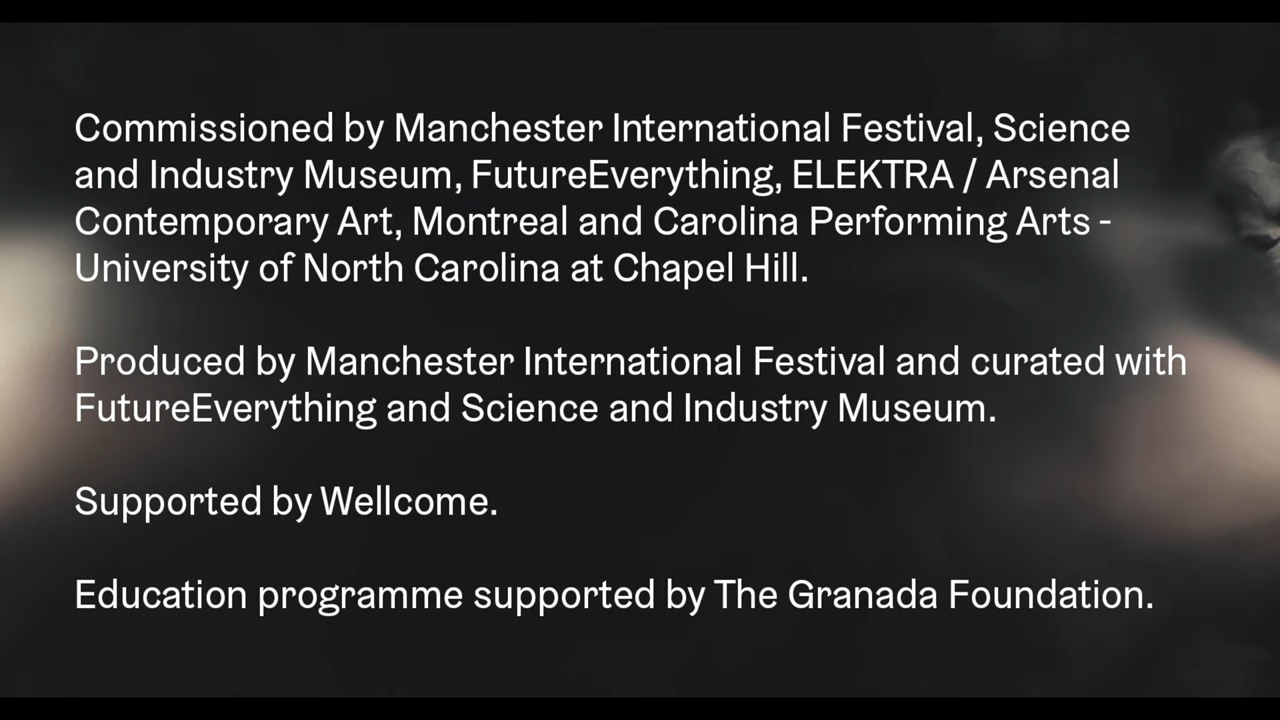 Commissioned by Manchester International Festival, Science
and Industry Museum, FutureEverything, ELEKTRA / Arsenal
Contemporary Art, Montreal and Carolina Performing Arts -
University of North Carolina at Chapel Hill.
Produced by Manchester International Festival and curated with
FutureEverything and Science and Industry Museum.
Supported by Wellcome.
Education programme supported by The Granada Foundation.